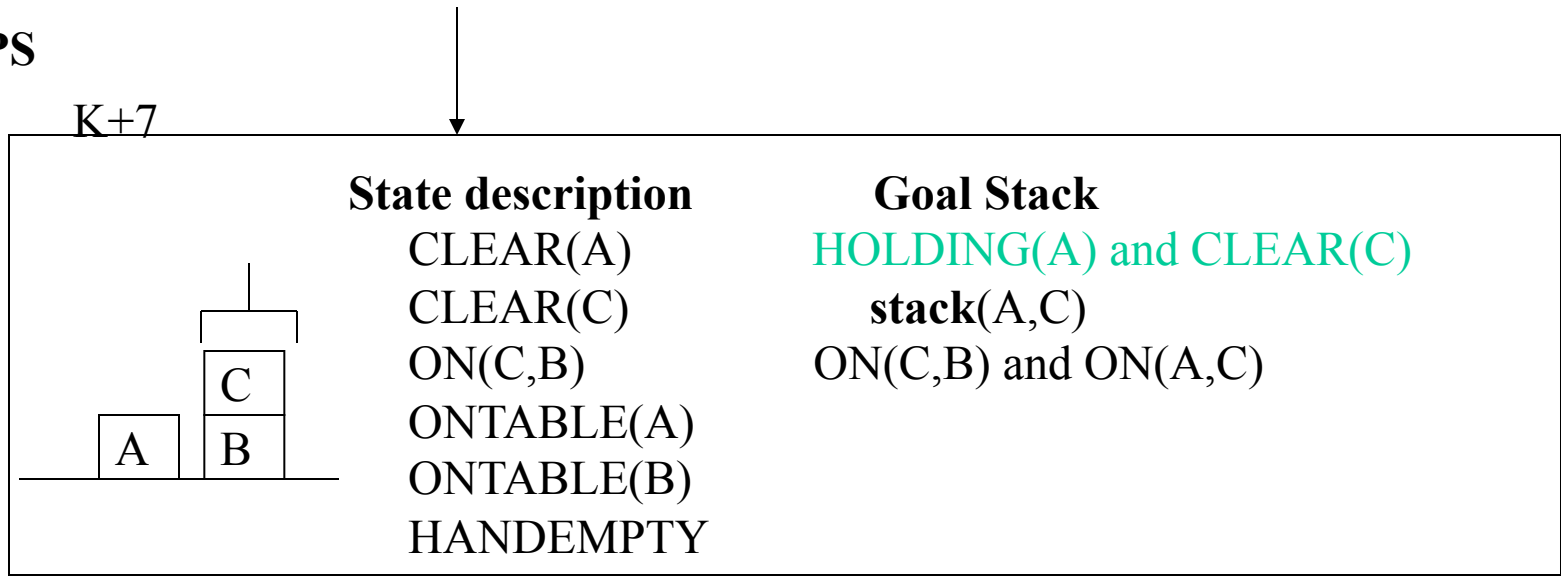 PS
K+7
State description Goal Stack
CLEAR(A) HOLDING(A) and CLEAR(C)
CLEAR(C) stack(A,C)
ON(C,B) ON(C,B) and ON(A,C)
ONTABLE(A)
ONTABLE(B)
HANDEMPTY
C
A B